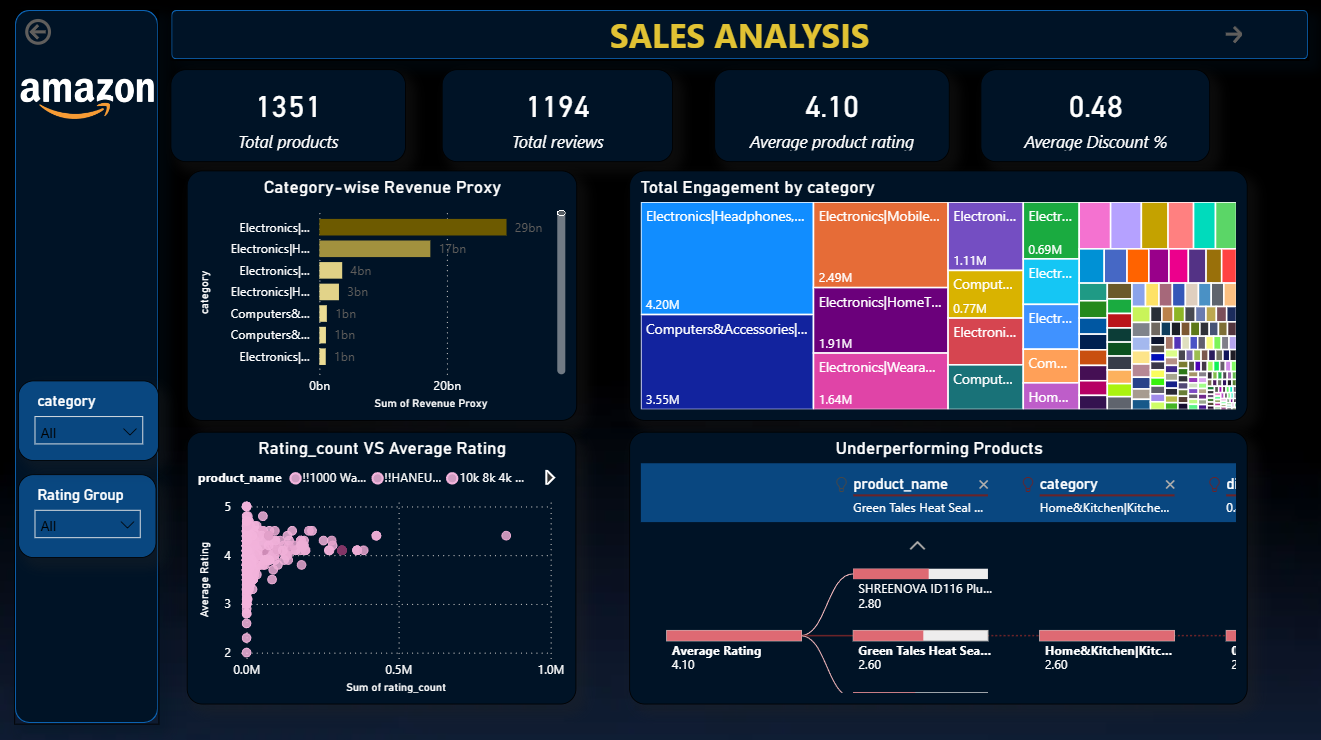 SALES ANALYSIS
amazon
1351
Total products
1194
Total reviews
4.10
Average product rating
0.48
Average Discount %
category
All
Rating Group
All
Category-wise Revenue Proxy
category
Electronics|...
29bn
Electronics|H...
17bn
Electronics|...
4bn
Electronics|H...
3bn
Computers&...
1bn
Computers&...
1bn
Electronics|...
1bn
0bn
20bn
Sum of Revenue Proxy
Total Engagement by category
Electronics|Headphones,...
4.20M
Computers&Accessories|...
3.55M
Electronics|Mobile...
2.49M
Electronics|HomeT...
1.91M
Electronics|Weara...
1.64M
Electroni...
1.11M
Comput...
0.77M
Electroni...
Comput...
Electr...
0.69M
Electr...
Electr...
Com...
Hom...
Rating_count VS Average Rating
product_name
!!1000 Wa...
!!HANEU...
10k 8k 4k ...
Average Rating
5
4
3
2
0.0M
0.5M
1.0M
Sum of rating_count
Underperforming Products
product_name
Green Tales Heat Seal ...
category
Home&Kitchen|Kitche...
di
0.
SHREENOVA ID116 Plu...
2.80
Average Rating
4.10
Green Tales Heat Sea...
2.60
Home&Kitchen|Kitc...
2.60